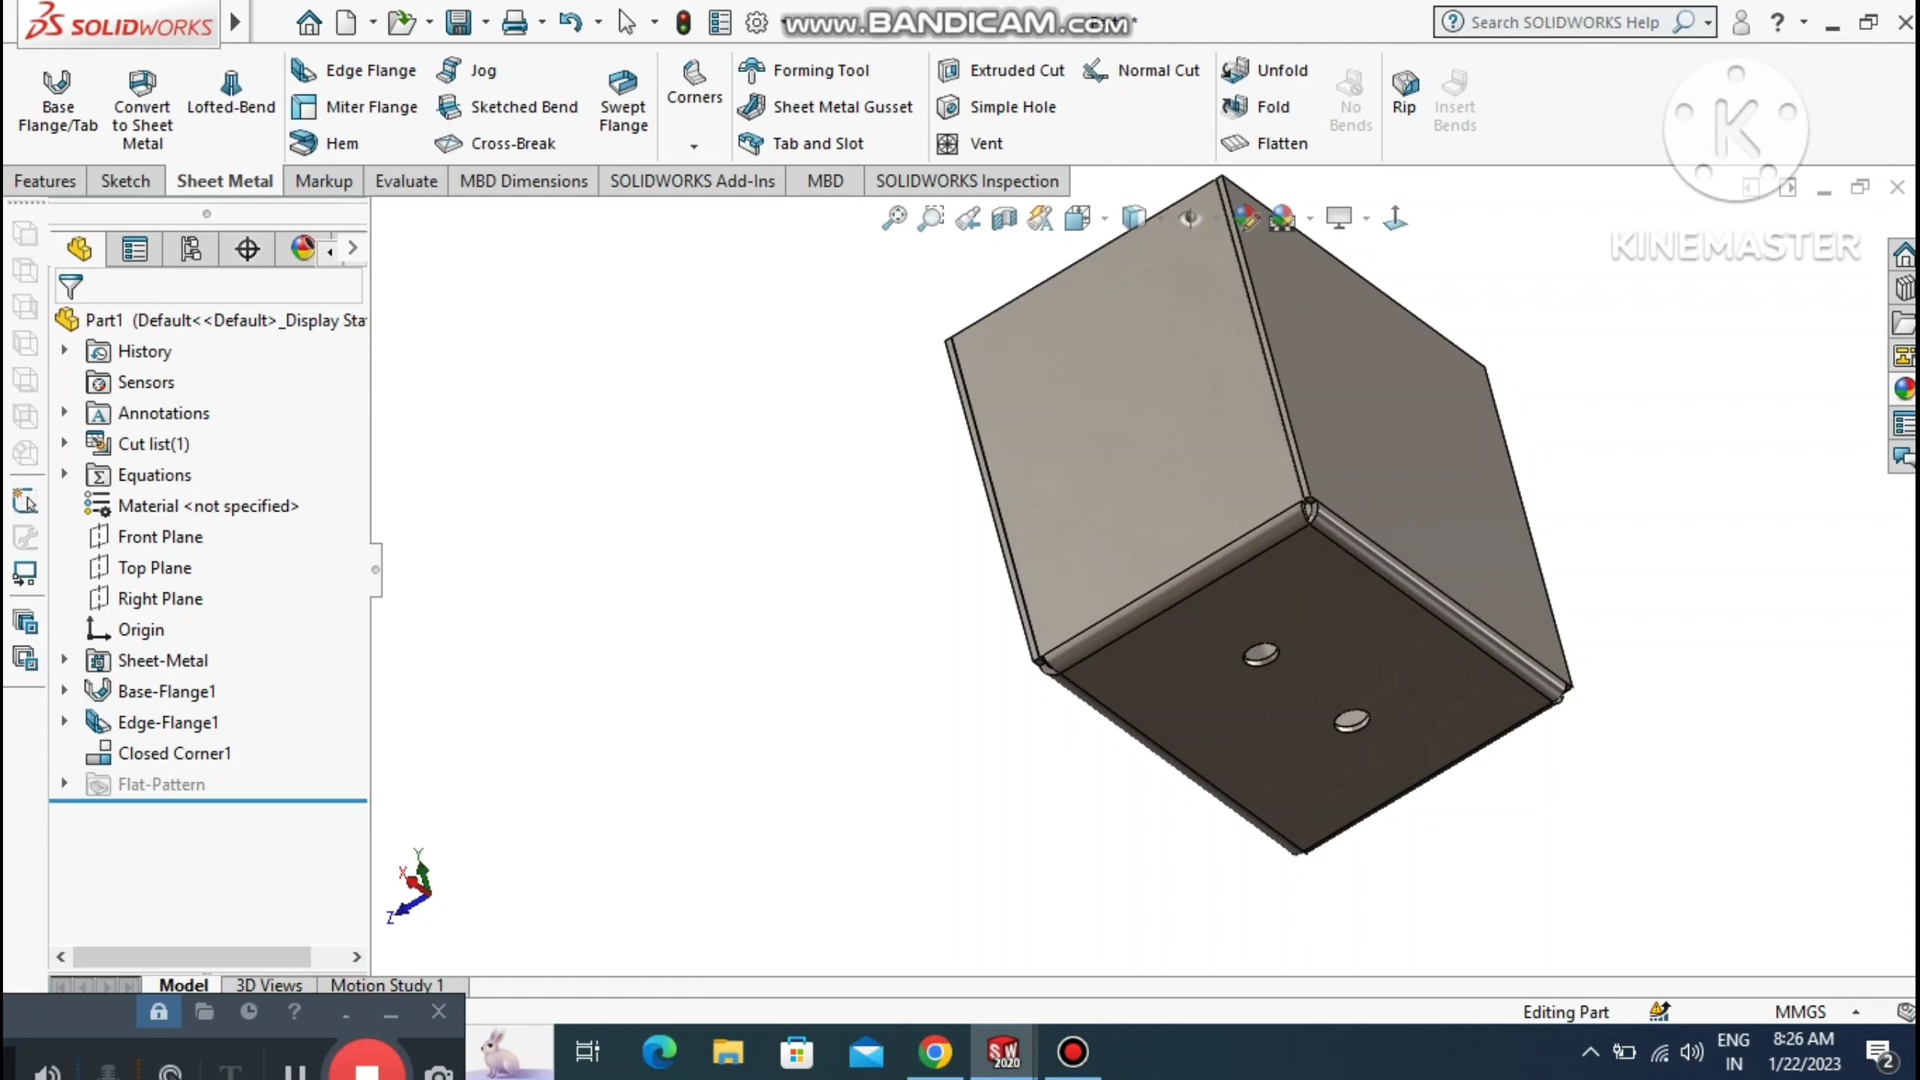 SOLIDWORKS
www.BANDICAM.com
Search SOLIDWORKS Help
?
Base Flange/Tab
Convert to Sheet Metal
Lofted-Bend
Edge Flange
Miter Flange
Hem
Jog
Sketched Bend
Cross-Break
Swept Flange
Corners
Forming Tool
Sheet Metal Gusset
Tab and Slot
Extruded Cut
Simple Hole
Vent
Normal Cut
Unfold
Fold
Flatten
No Bends
Rip
Insert Bends
K
KINEMASTER
Features
Sketch
Sheet Metal
Markup
Evaluate
MBD Dimensions
SOLIDWORKS Add-Ins
MBD
SOLIDWORKS Inspection
Part1 (Default<<Default>_Display Sta
History
Sensors
Annotations
Cut list(1)
Equations
Material <not specified>
Front Plane
Top Plane
Right Plane
Origin
Sheet-Metal
Base-Flange1
Edge-Flange1
Closed Corner1
Flat-Pattern
Y
X
Z
Model
3D Views
Motion Study 1
Editing Part
MMGS
SW
2020
ENG
IN
8:26 AM
1/22/2023
2